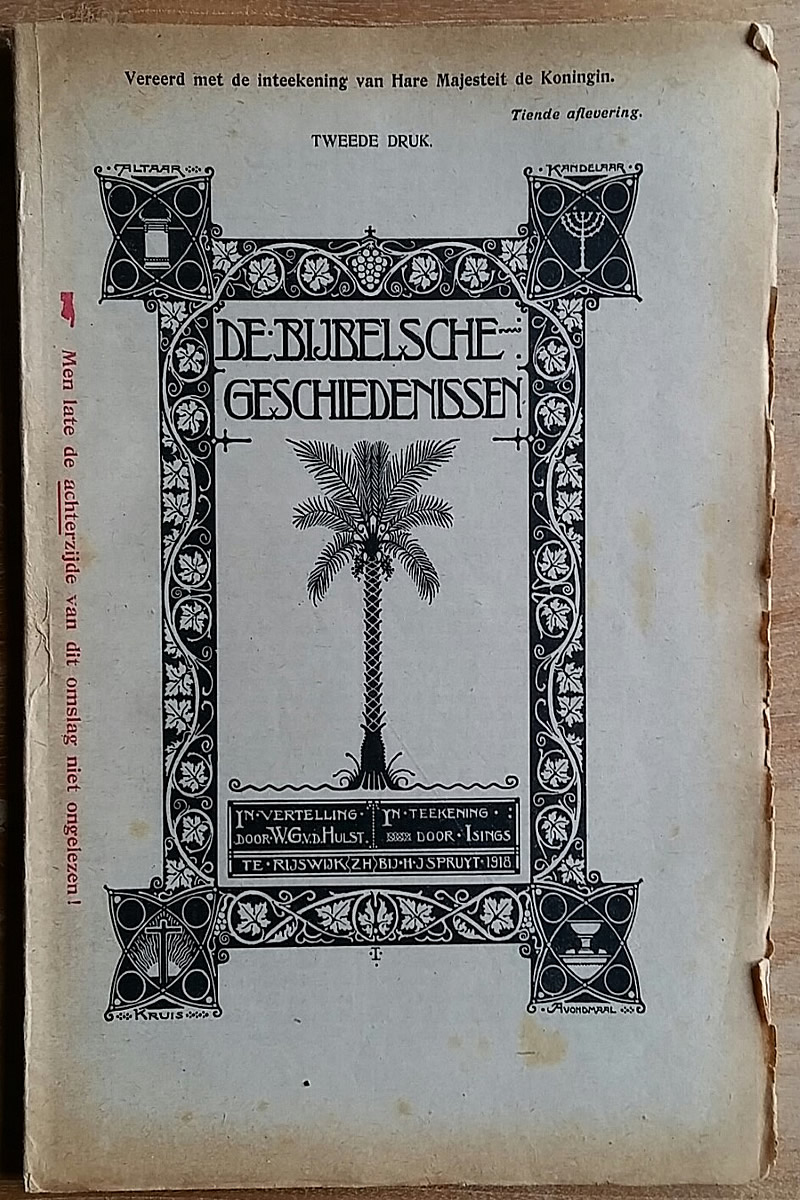 Vereerd met de inteekening van Hare Majesteit de Koningin.
Tiende aflevering.
TWEEDE DRUK.
ALTAAR
KANDELAAR
DE·BIJBELSCHE
GESCHIEDENISSEN
IN·VERTELLING·
DOOR·W.G.V.D.HULST.
IN·TEEKENING·
DOOR·ISINGS
TE·RIJSWIJK(ZH)BIJ·H·J SPRUYT·1918
KRUIS
AVONDMAAL
Men late de achterzijde van dit omslag niet ongelezen!